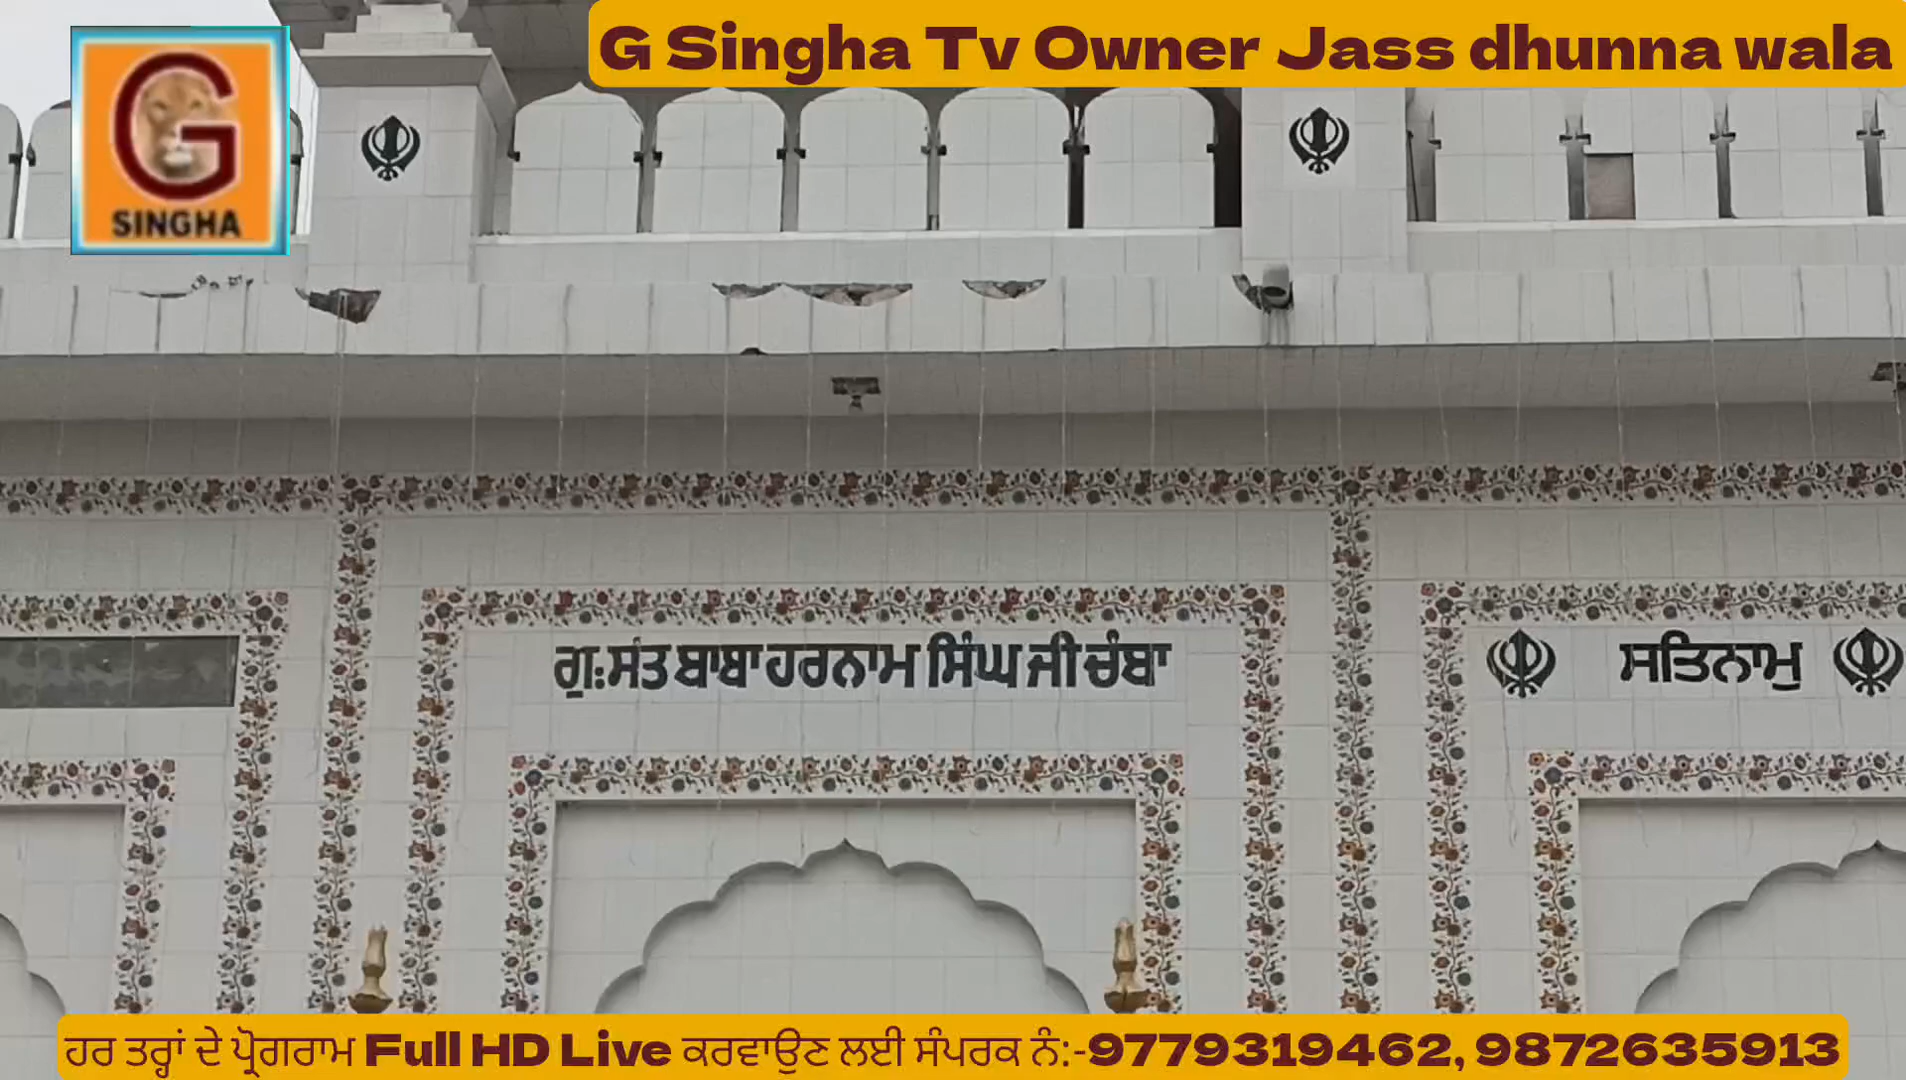 G Singha Tv Owner Jass dhunna wala
G
SINGHA
ਗੁ:ਸੰਤ ਬਾਬਾ ਹਰਨਾਮ ਸਿੰਘ ਜੀ ਚੰਬਾ
ਸਤਿਨਾਮੁ
ਹਰ ਤਰ੍ਹਾਂ ਦੇ ਪ੍ਰੋਗਰਾਮ Full HD Live ਕਰਵਾਉਣ ਲਈ ਸੰਪਰਕ ਨੰ:-9779319462, 9872635913